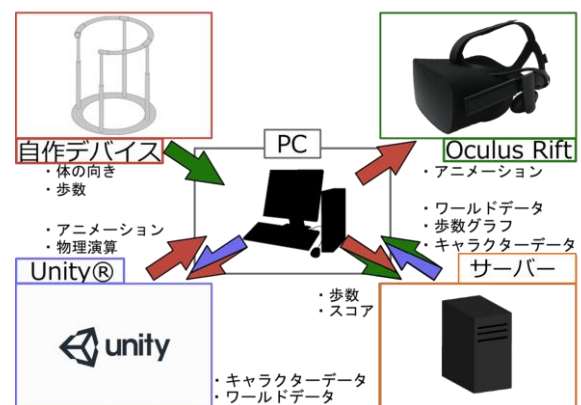 PC
自作デバイス
・体の向き
・歩数
Oculus Rift
・アニメーション
・ワールドデータ
・歩数グラフ
・キャラクターデータ
・アニメーション
・物理演算
Unity®
サーバー
・歩数
・スコア
unity
・キャラクターデータ
・ワールドデータ